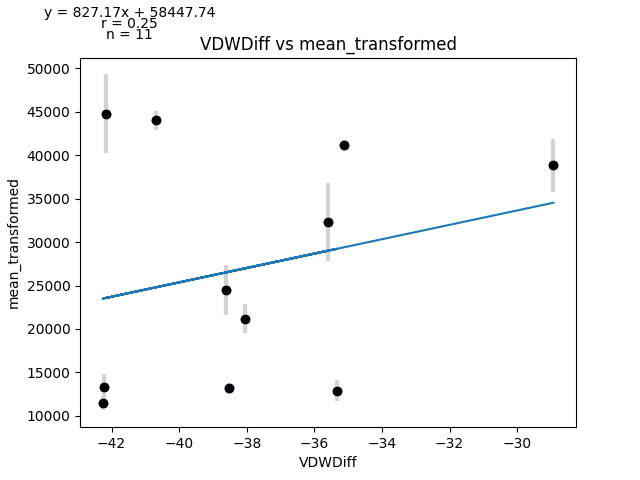 y = 827.17x + 58447.74
r = 0.25
n = 11
VDWDiff vs mean_transformed
50000
45000
40000
35000
30000
25000
20000
15000
10000
mean_transformed
−42
−40
−38
−36
−34
−32
−30
VDWDiff